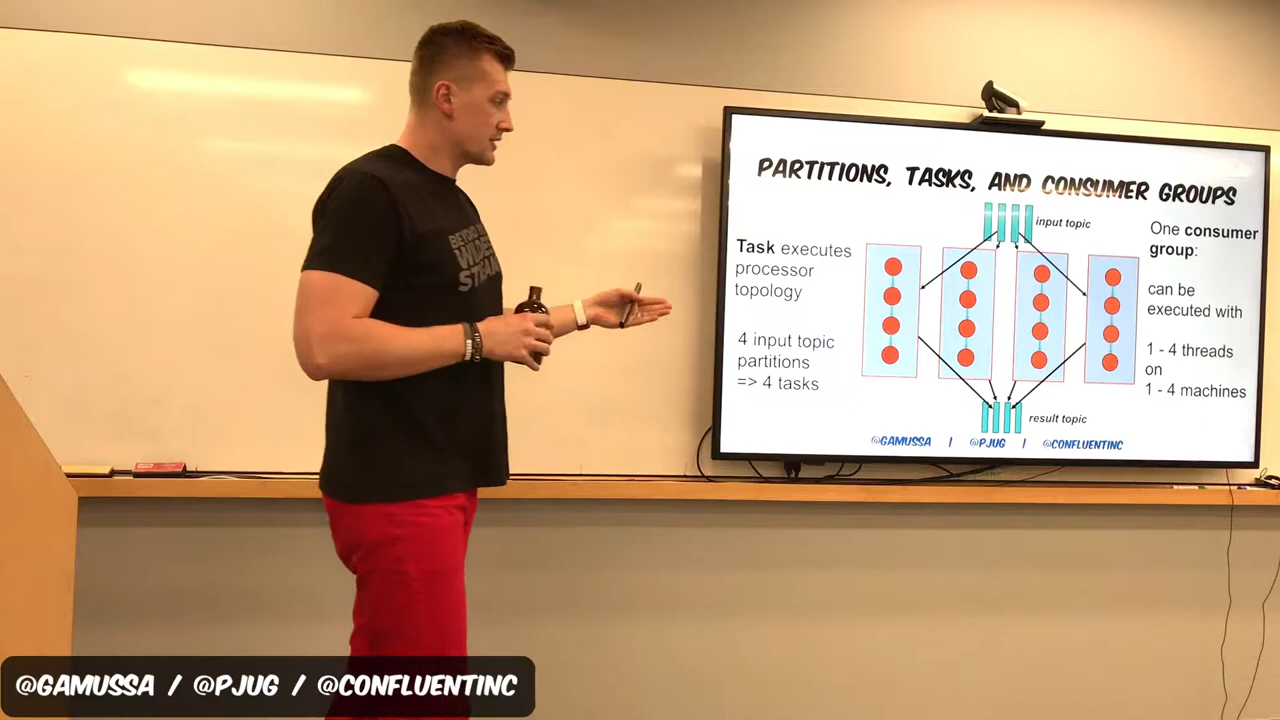 PARTITIONS, TASKS, AND CONSUMER GROUPS
input topic
Task executes
processor
topology
4 input topic
partitions
=> 4 tasks
One consumer
group:
can be
executed with
1 - 4 threads
on
1 - 4 machines
result topic
@GAMUSSA / @PJUG / @CONFLUENTINC
@GAMUSSA / @PJUG / @CONFLUENTINC